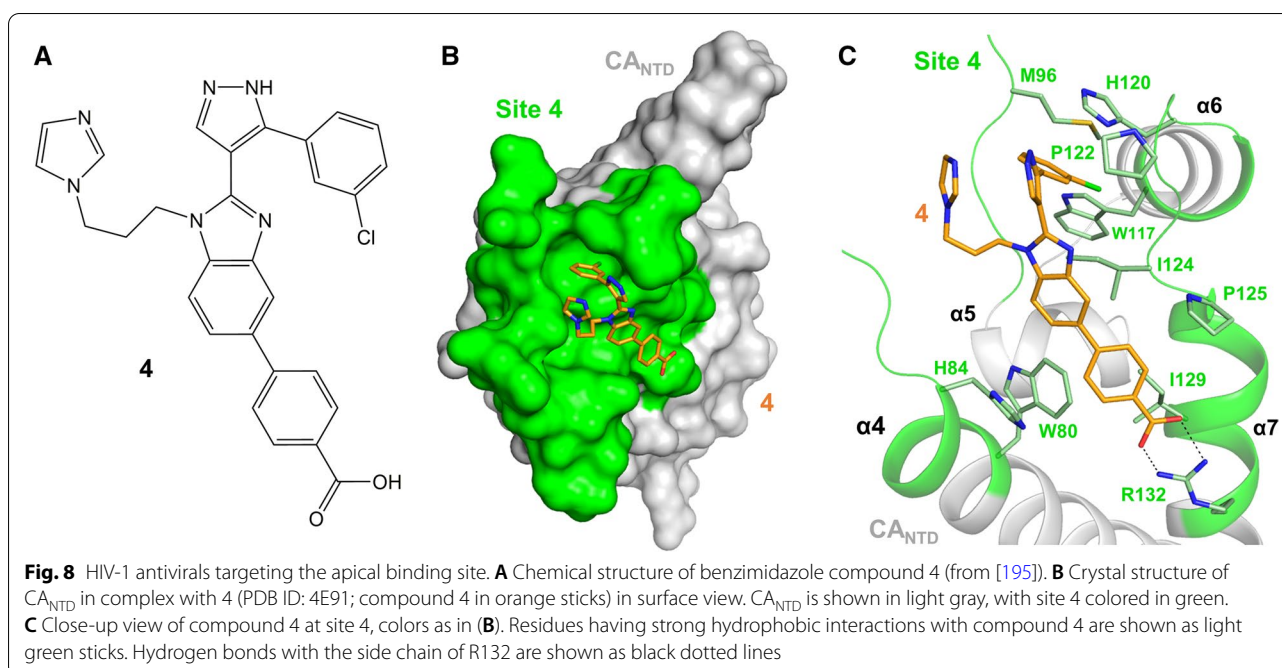 A
N
NH
N
N
N
N
Cl
4
OH
O
B
CA_NTD
Site 4
4
C
Site 4
M96
H120
α6
P122
4
W117
I124
P125
α5
H84
I129
α4
W80
α7
R132
CA_NTD
Fig. 8 HIV-1 antivirals targeting the apical binding site. A Chemical structure of benzimidazole compound 4 (from [195]). B Crystal structure of
CA_NTD in complex with 4 (PDB ID: 4E91; compound 4 in orange sticks) in surface view. CA_NTD is shown in light gray, with site 4 colored in green.
C Close-up view of compound 4 at site 4, colors as in (B). Residues having strong hydrophobic interactions with compound 4 are shown as light
green sticks. Hydrogen bonds with the side chain of R132 are shown as black dotted lines